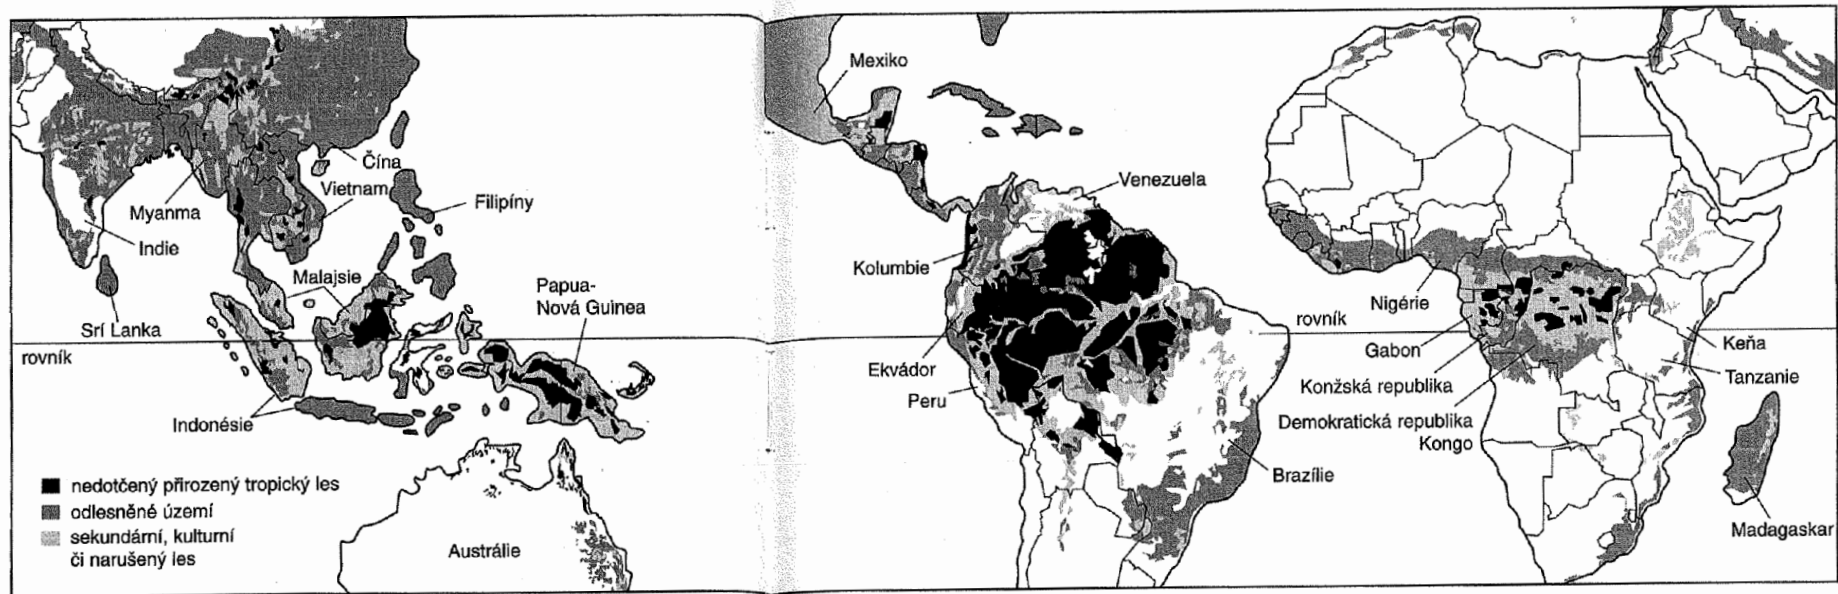 Čína
Vietnam
Filipíny
Myanma
Indie
Malajsie
Papua-
Nová Guinea
Srí Lanka
rovník
Indonésie
nedotčený přirozený tropický les
odlesněné území
sekundární, kulturní
či narušený les
Austrálie
Mexiko
Venezuela
Kolumbie
Ekvádor
Peru
Brazílie
rovník
Nigérie
Gabon
Konžská republika
Demokratická republika
Kongo
Keňa
Tanzanie
Madagaskar